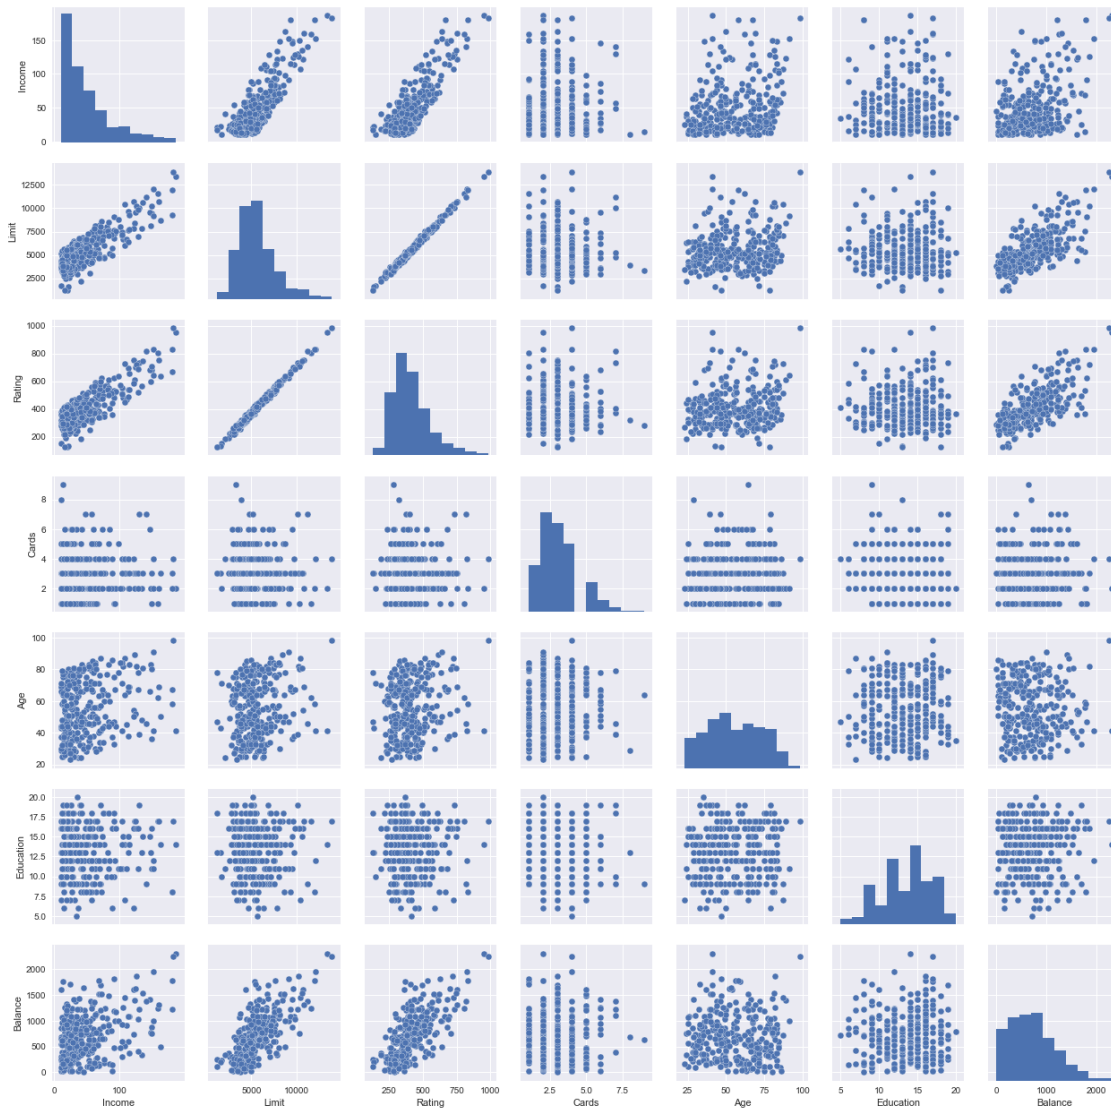 150
100
50
0
Income
12500
10000
7500
5000
2500
Limit
1000
800
600
400
200
Rating
8
6
4
2
Cards
100
80
60
40
20
Age
20.0
17.5
15.0
12.5
10.0
7.5
5.0
Education
2000
1500
1000
500
0
Balance
0 100
5000 10000
250 500 750 1000
2.5 5.0 7.5
25 50 75 100
5 10 15 20
0 1000 2000
Income Limit Rating Cards Age Education Balance